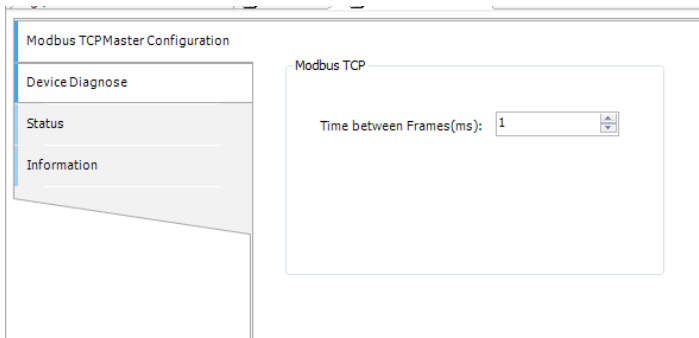 Modbus TCPMaster Configuration
Device Diagnose
Status
Information
Modbus TCP
Time between Frames(ms): 1